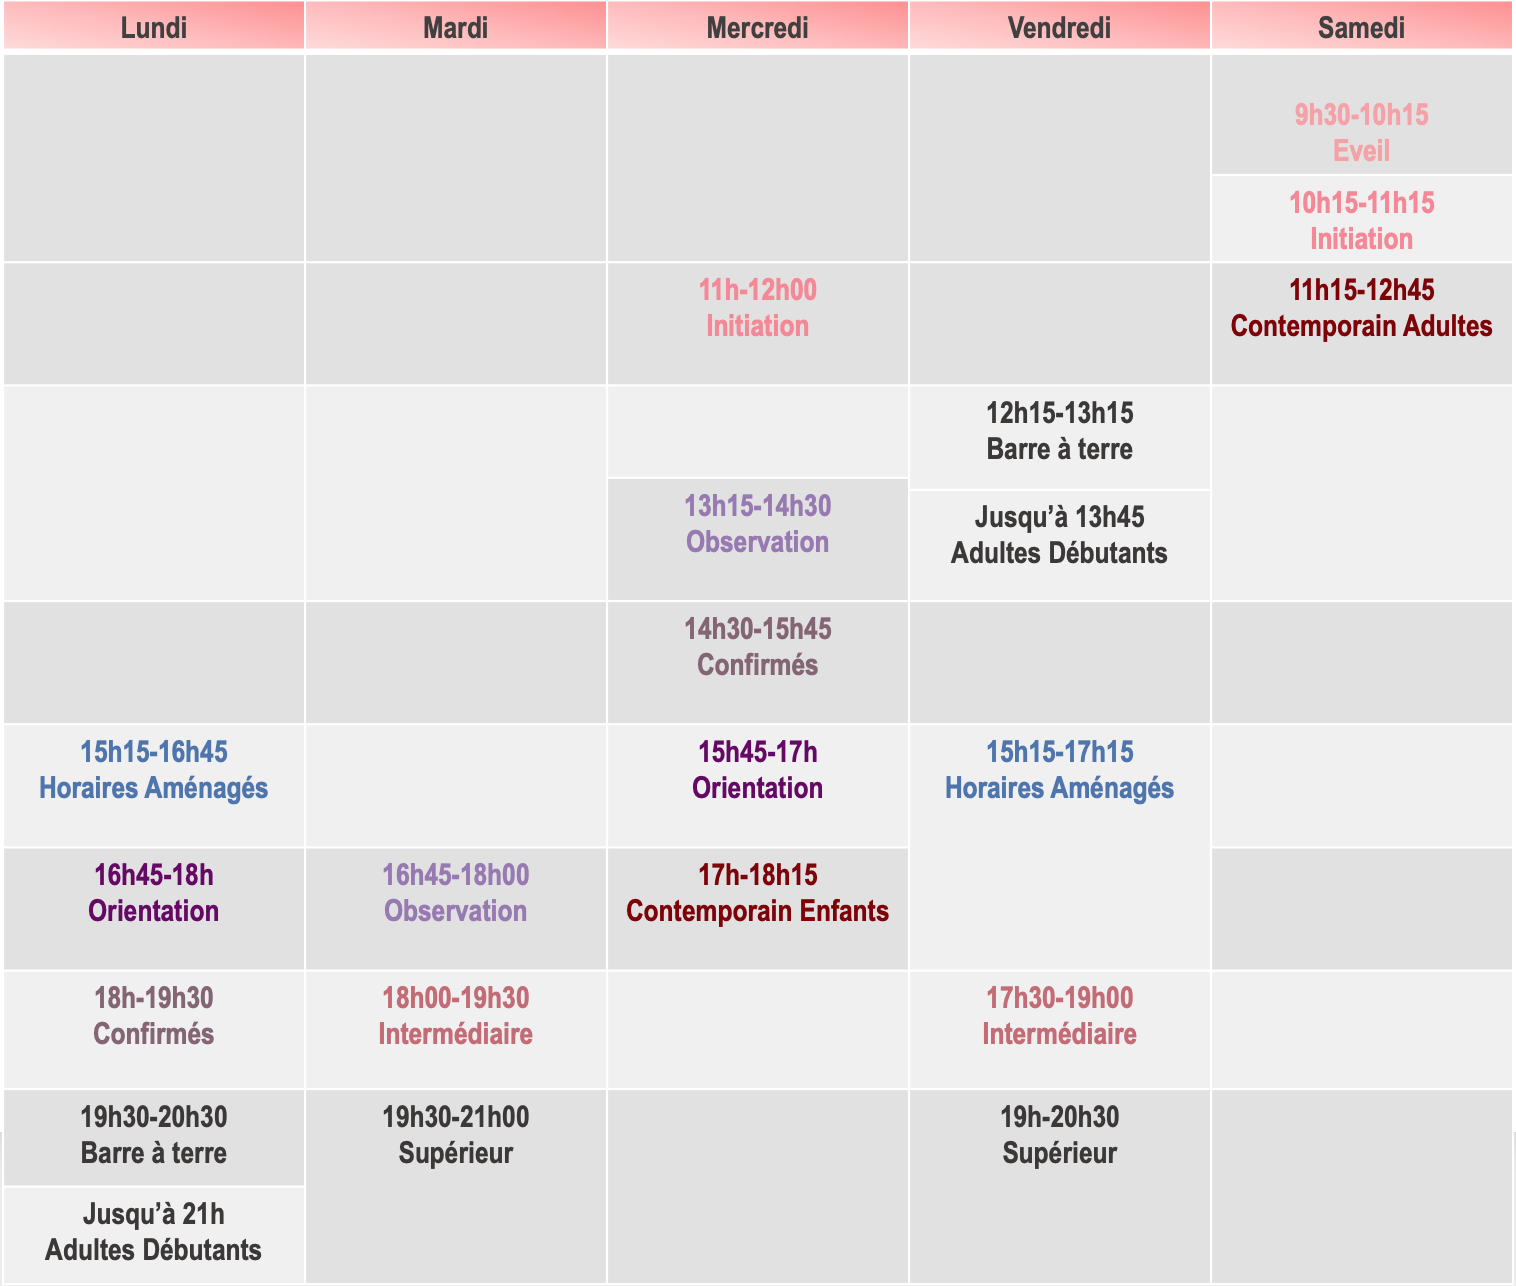 Lundi
Mardi
Mercredi
Vendredi
Samedi
9h30-10h15
Eveil
10h15-11h15
Initiation
11h-12h00
Initiation
11h15-12h45
Contemporain Adultes
12h15-13h15
Barre à terre
13h15-14h30
Observation
Jusqu’à 13h45
Adultes Débutants
14h30-15h45
Confirmés
15h15-16h45
Horaires Aménagés
15h45-17h
Orientation
15h15-17h15
Horaires Aménagés
16h45-18h
Orientation
16h45-18h00
Observation
17h-18h15
Contemporain Enfants
18h-19h30
Confirmés
18h00-19h30
Intermédiaire
17h30-19h00
Intermédiaire
19h30-20h30
Barre à terre
19h30-21h00
Supérieur
19h-20h30
Supérieur
Jusqu’à 21h
Adultes Débutants